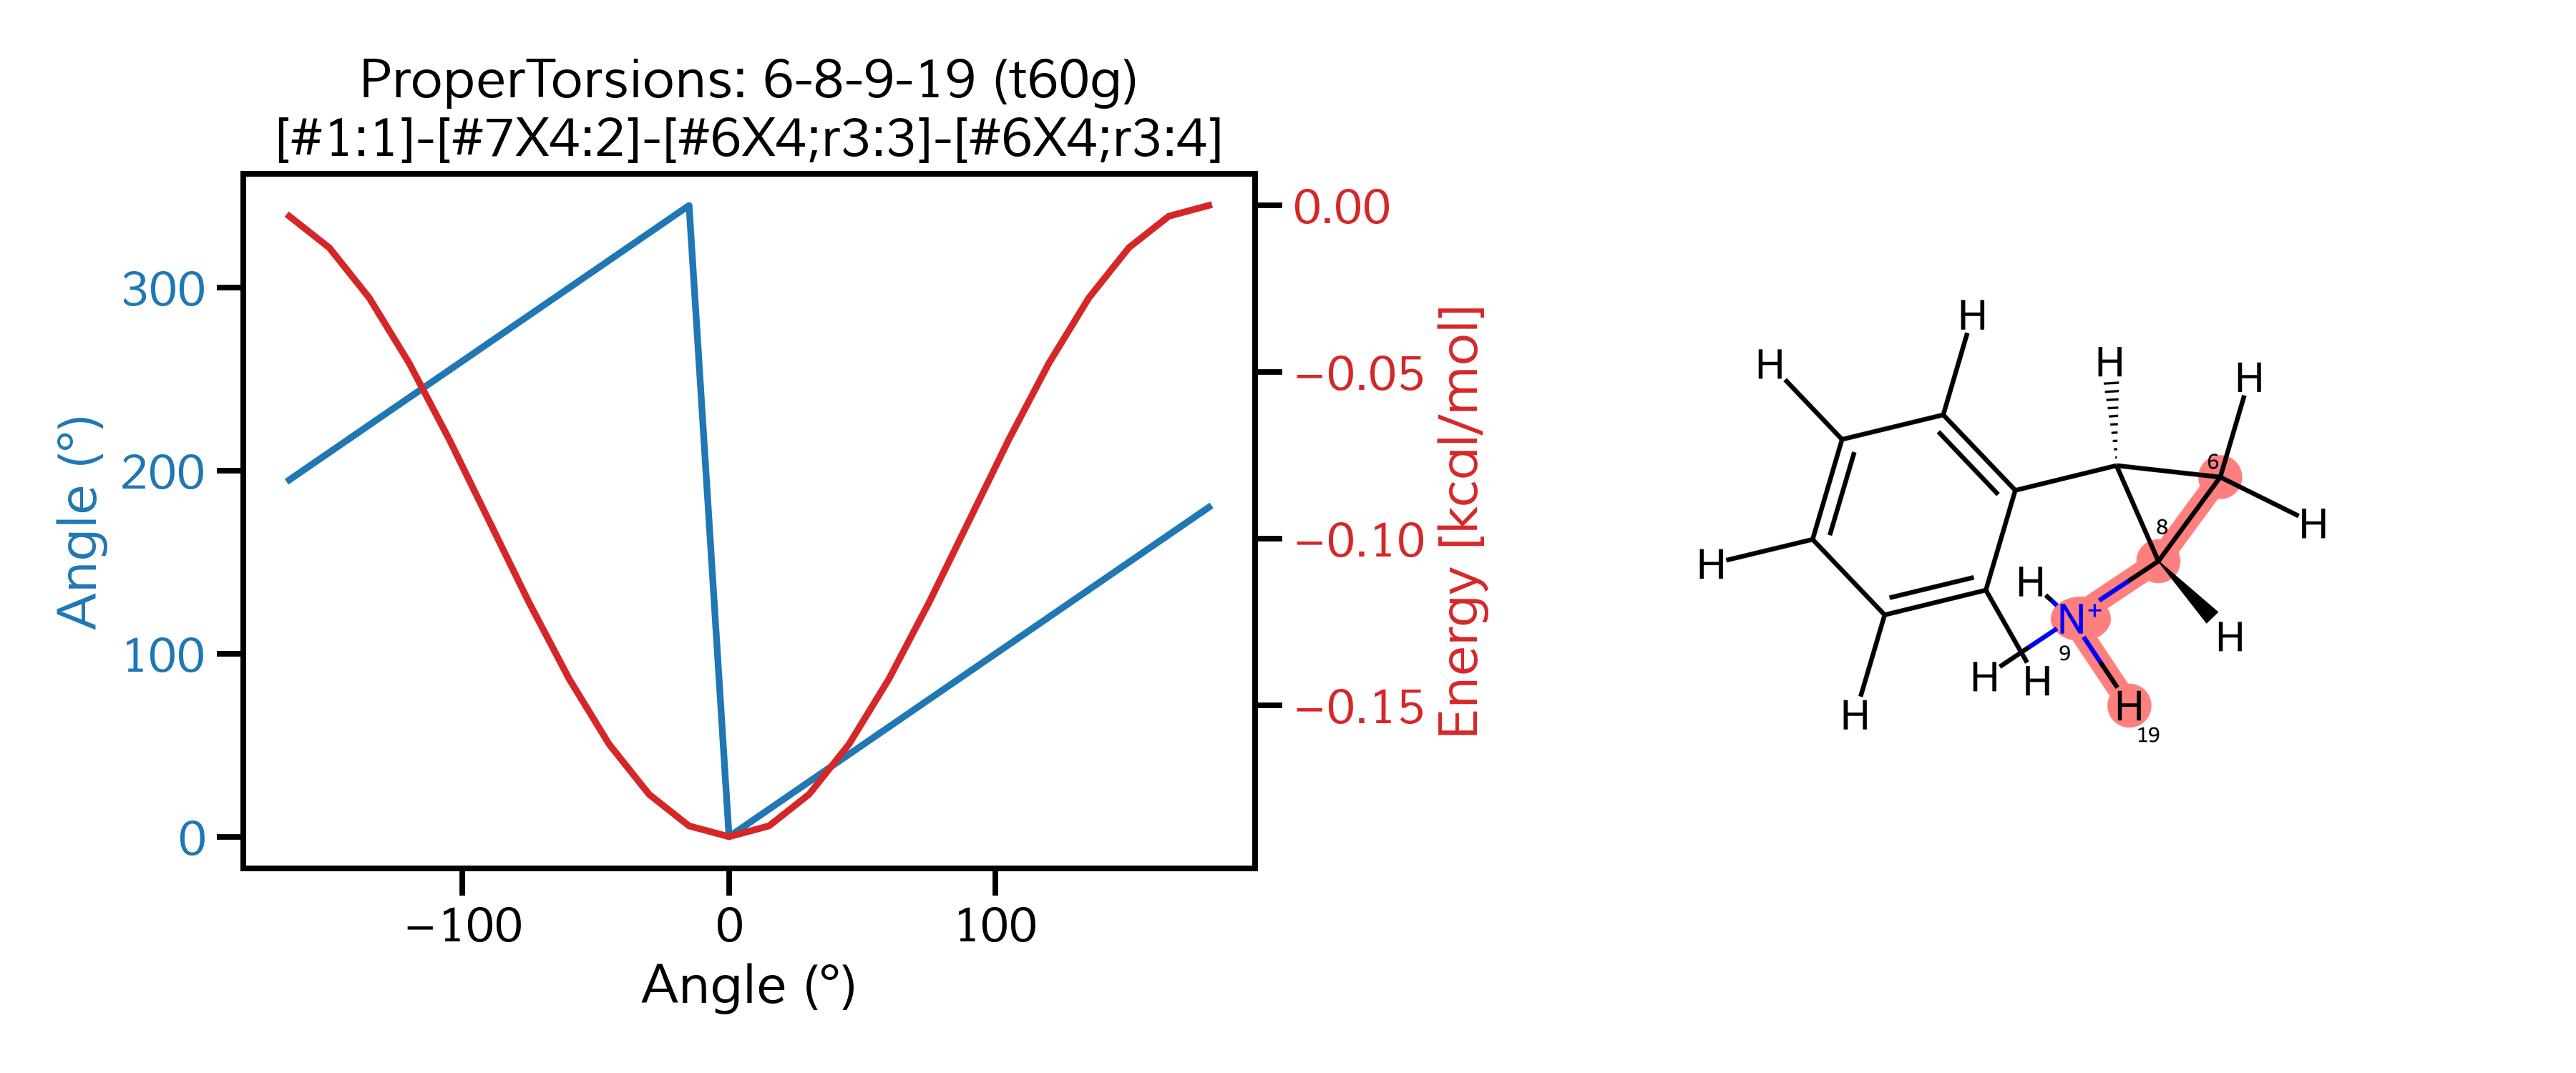 ProperTorsions: 6-8-9-19 (t60g)
[#1:1]-[#7X4:2]-[#6X4;r3:3]-[#6X4;r3:4]
Angle (°)
300
200
100
0
−100
0
100
Angle (°)
0.00
−0.05
−0.10
−0.15
Energy [kcal/mol]
H
H
H
H
6
8
H
H
H
N+
H
9
H
H
19
H
H